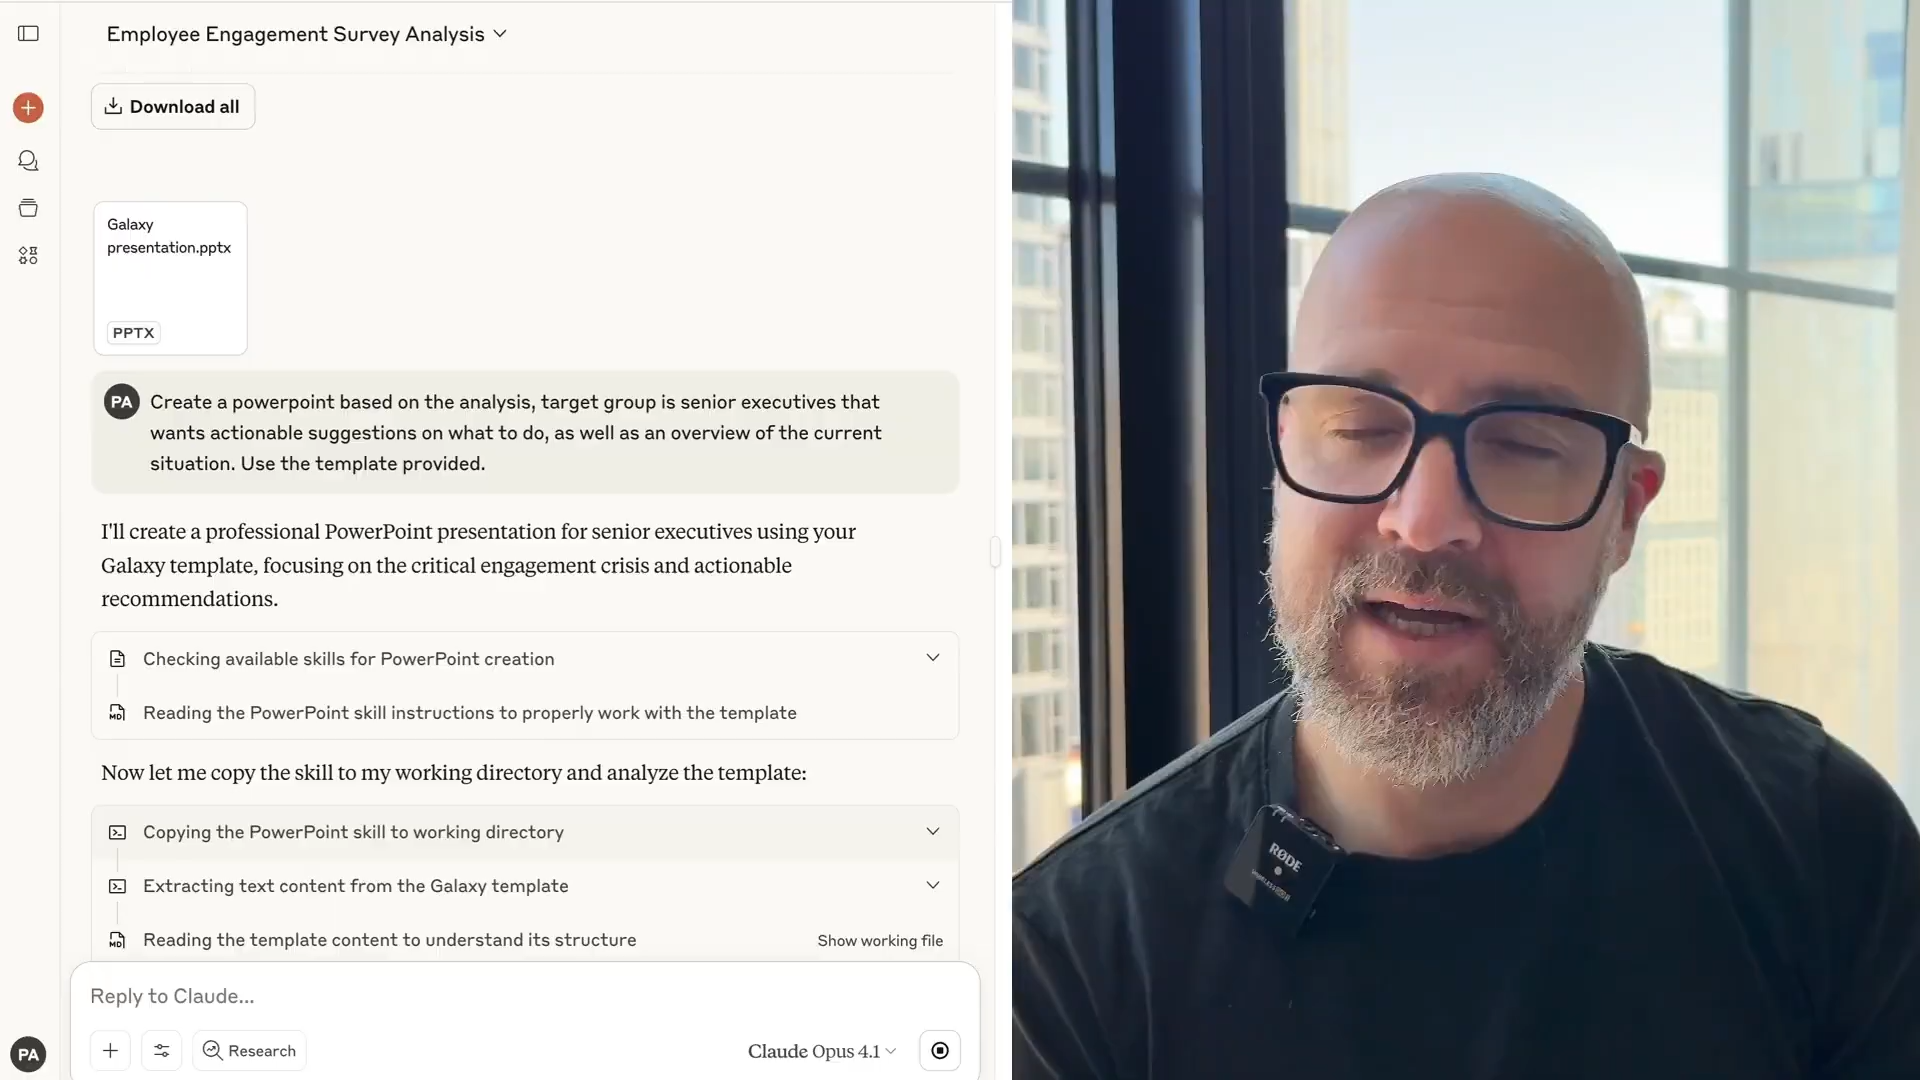 Employee Engagement Survey Analysis
Download all
Galaxy
presentation.pptx
PPTX
PA
Create a powerpoint based on the analysis, target group is senior executives that
wants actionable suggestions on what to do, as well as an overview of the current
situation. Use the template provided.
I'll create a professional PowerPoint presentation for senior executives using your
Galaxy template, focusing on the critical engagement crisis and actionable
recommendations.
Checking available skills for PowerPoint creation
Reading the PowerPoint skill instructions to properly work with the template
Now let me copy the skill to my working directory and analyze the template:
Copying the PowerPoint skill to working directory
Extracting text content from the Galaxy template
Reading the template content to understand its structure
Show working file
Reply to Claude...
Research
Claude Opus 4.1
PA
RØDE